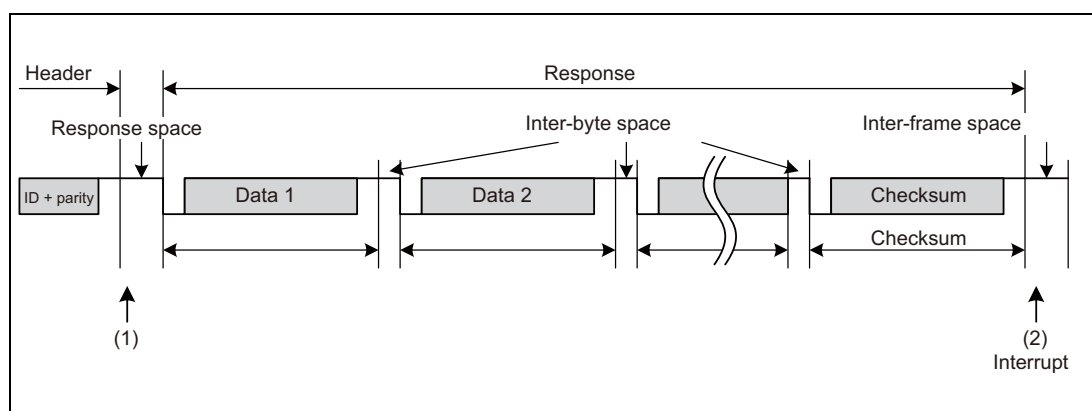 Header
Response
Response space
Inter-byte space
Inter-frame space
ID + parity
Data 1
Data 2
Checksum
Checksum
(1)
(2)
Interrupt